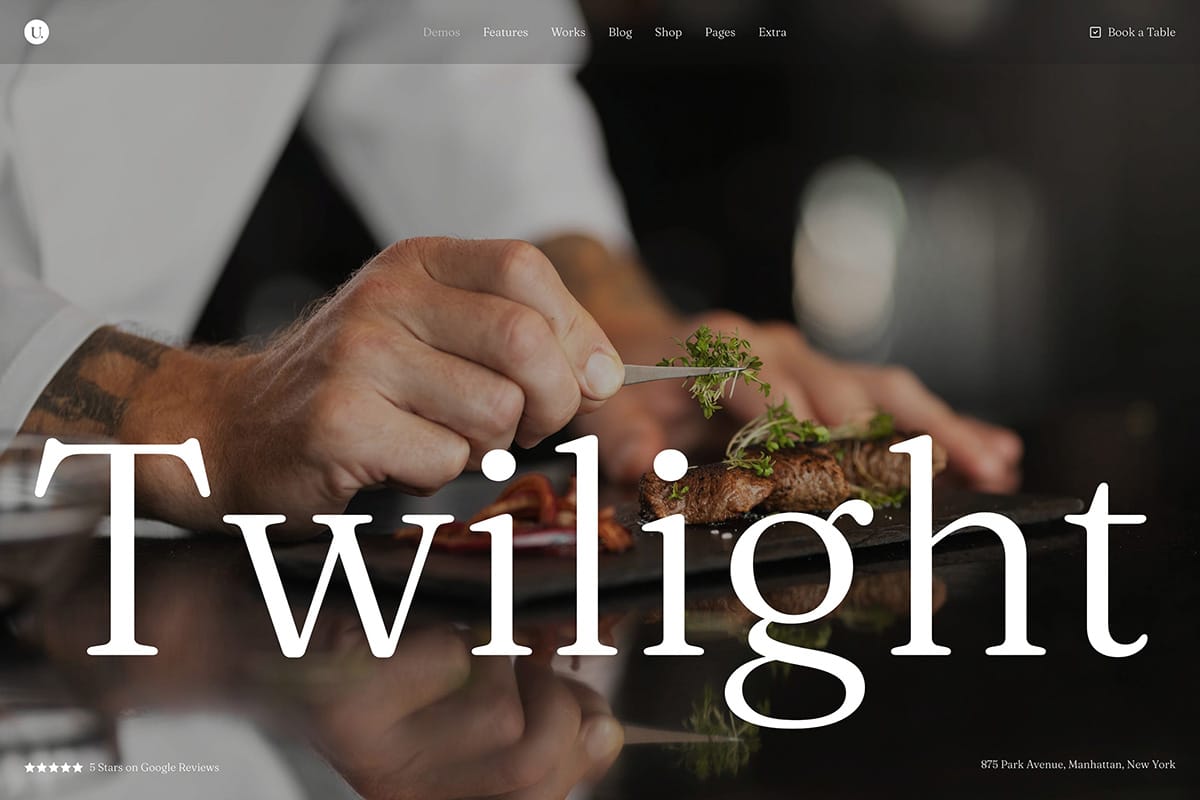 U.
Demos Features Works Blog Shop Pages Extra
Book a Table
Twilight
5 Stars on Google Reviews
875 Park Avenue, Manhattan, New York